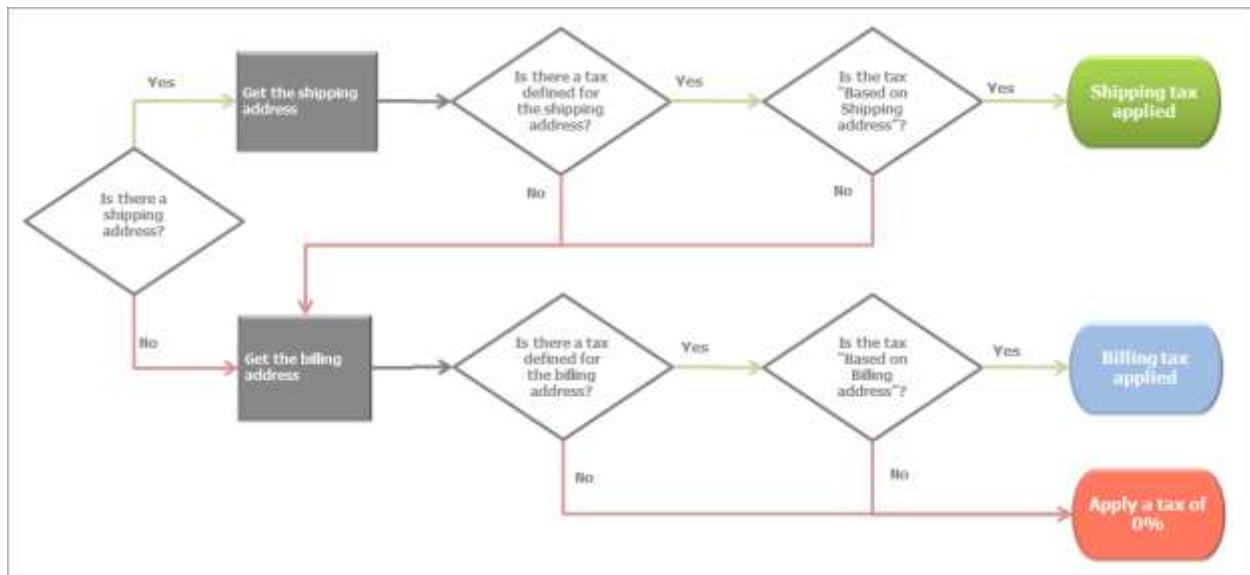 Yes
Get the shipping
address
Is there a tax
defined for
the shipping
address?
Yes
Is the tax
"Based on
Shipping
address"?
Yes
Shipping tax
applied
Is there a
shipping
address?
No
No
No
Get the billing
address
Is there a tax
defined for
the billing
address?
Yes
Is the tax
"Based on
Billing
address"?
Yes
Billing tax
applied
No
No
Apply a tax of
0%